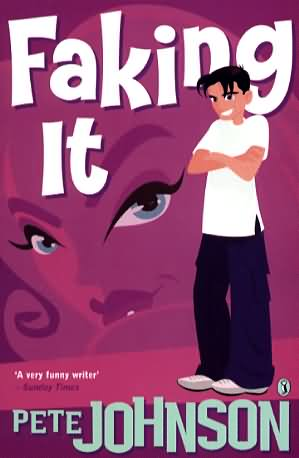 Faking
It
'A very funny writer'
– Sunday Times
PETE JOHNSON